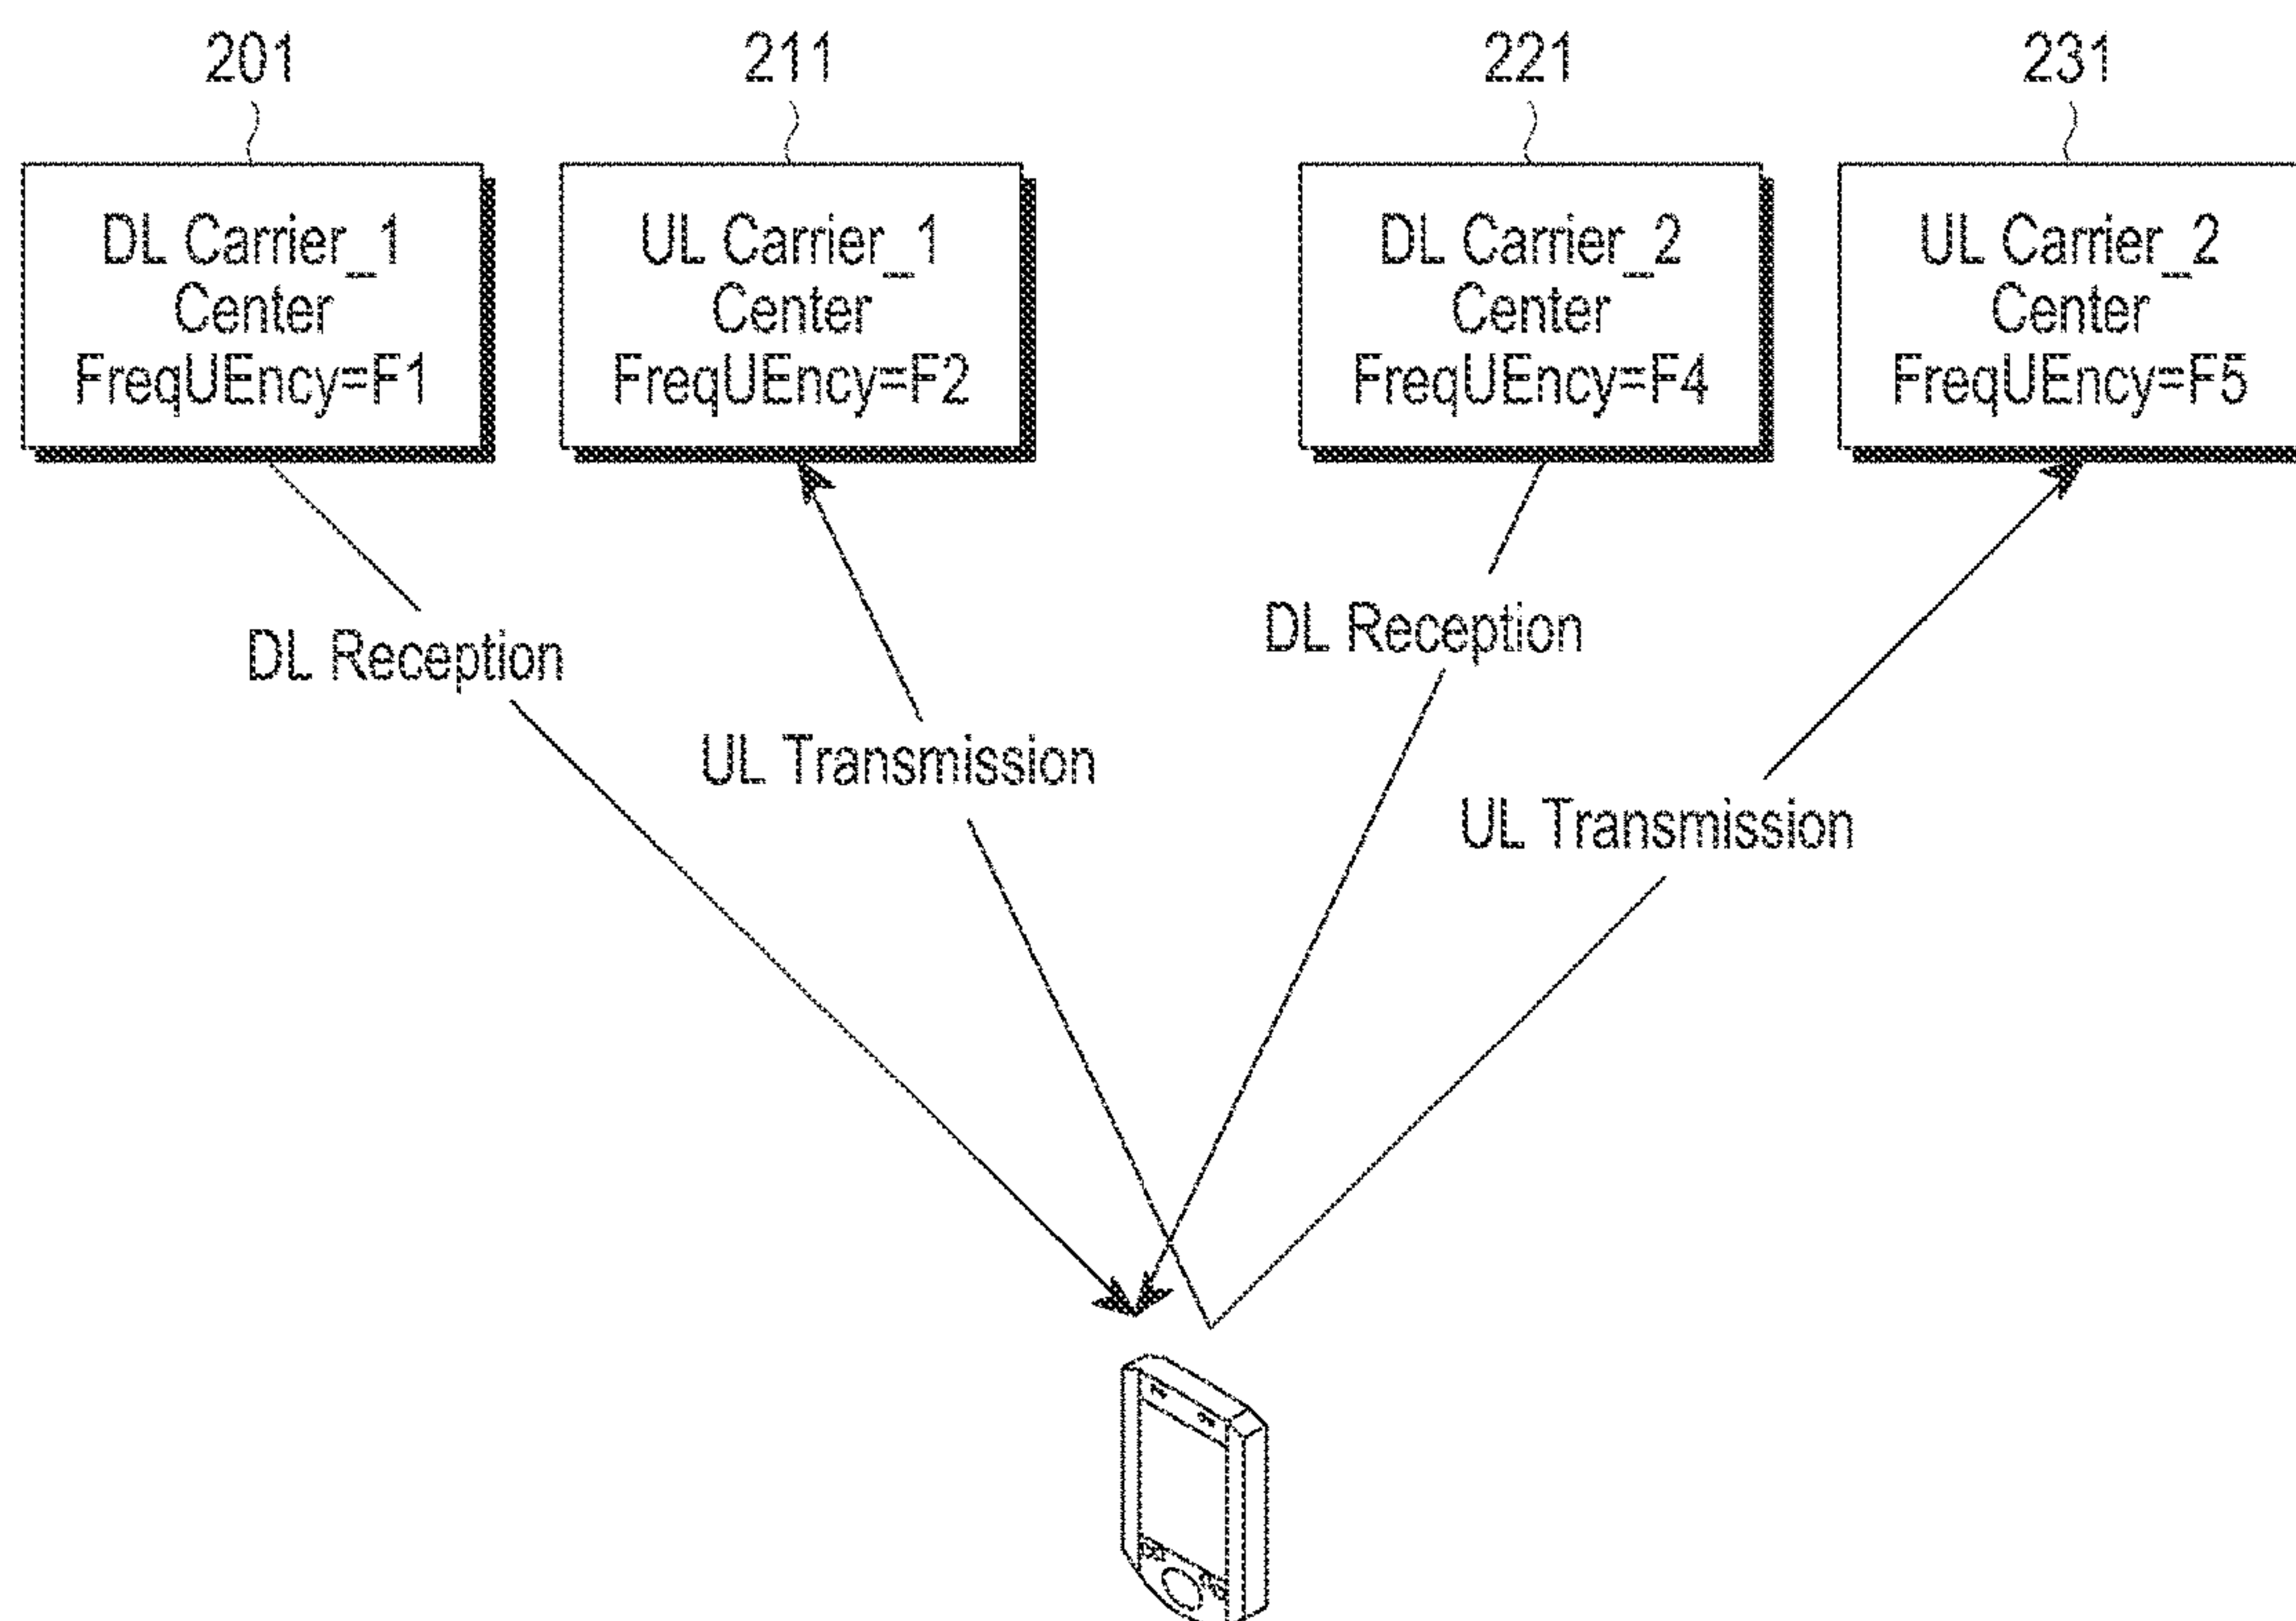 201
211
221
231
DL Carrier_1
Center
FreqUEncy=F1
UL Carrier_1
Center
FreqUEncy=F2
DL Carrier_2
Center
FreqUEncy=F4
UL Carrier_2
Center
FreqUEncy=F5
DL Reception
UL Transmission
DL Reception
UL Transmission